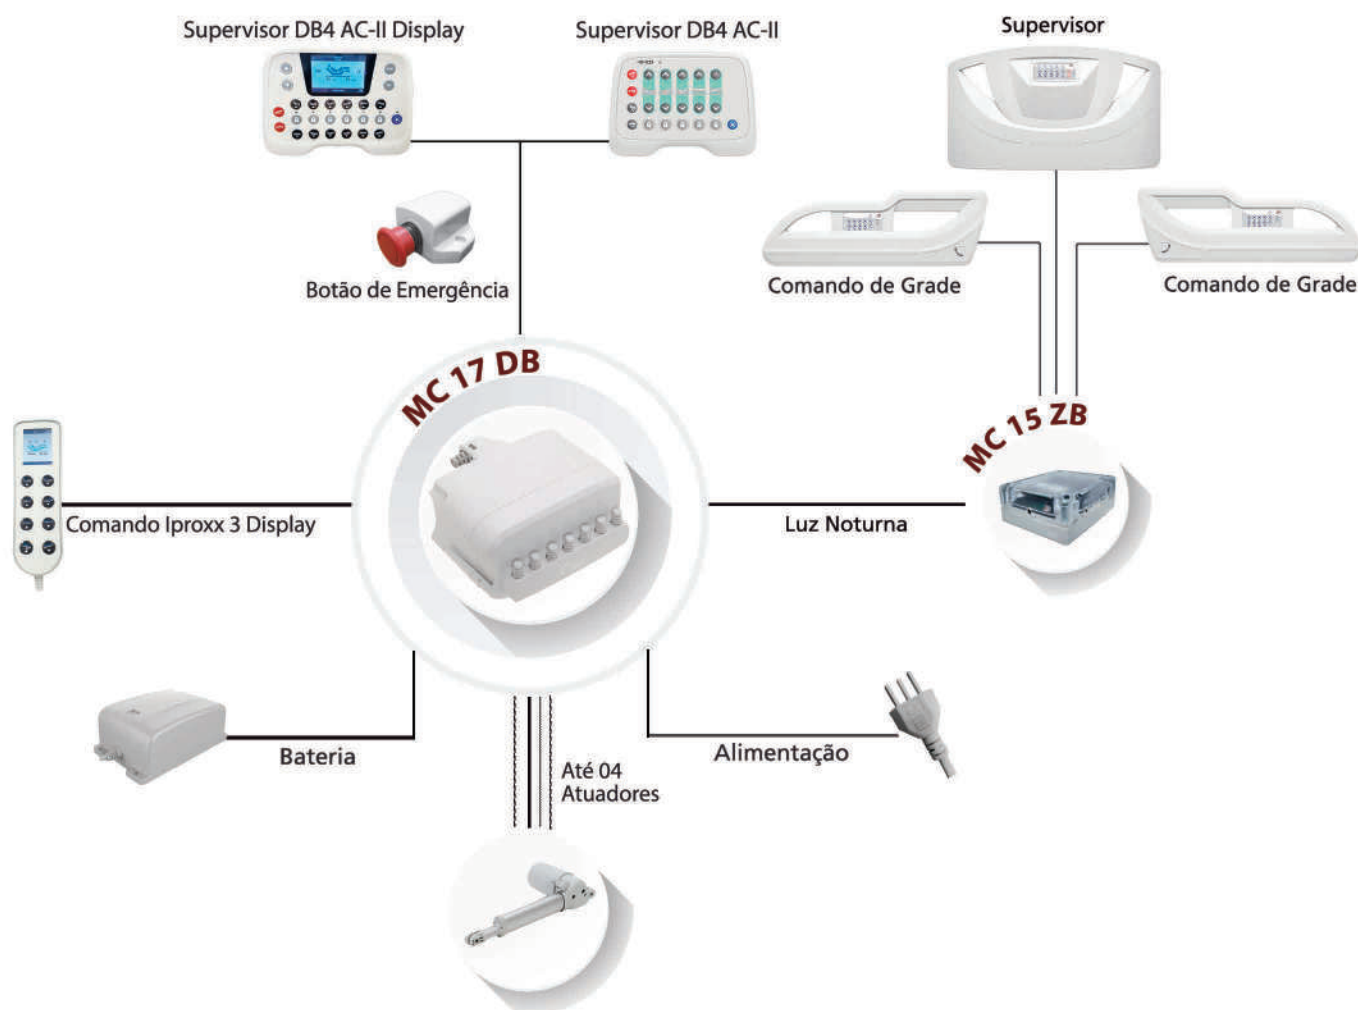 Supervisor DB4 AC-II Display
Supervisor DB4 AC-II
Supervisor
Botão de Emergência
Comando de Grade
Comando de Grade
MC 17 DB
MC 15 ZB
Comando Iproxx 3 Display
Luz Noturna
Bateria
Até 04
Atuadores
Alimentação